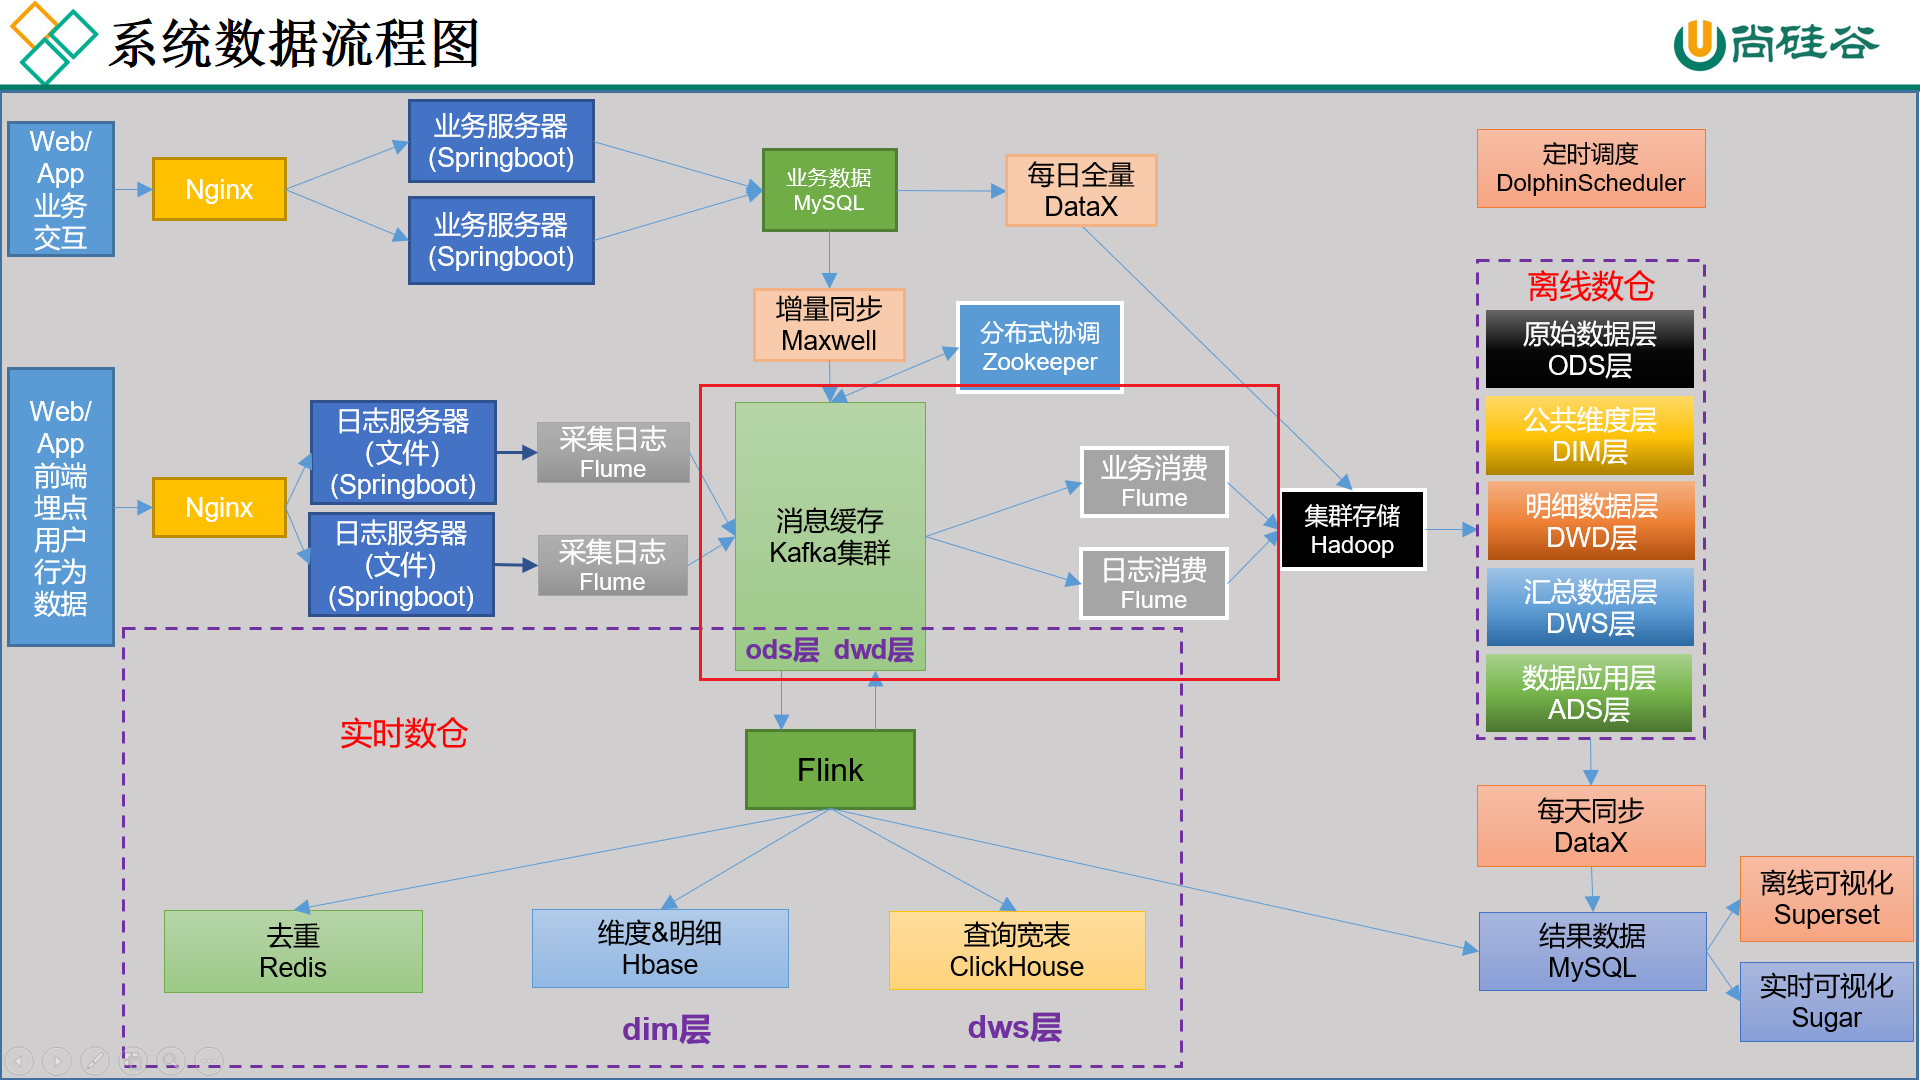 系统数据流程图
尚硅谷
Web/
App
业务
交互
Nginx
业务服务器
(Springboot)
业务服务器
(Springboot)
业务数据
MySQL
每日全量
DataX
定时调度
DolphinScheduler
增量同步
Maxwell
分布式协调
Zookeeper
Web/
App
前端
埋点
用户
行为
数据
Nginx
日志服务器
(文件)
(Springboot)
日志服务器
(文件)
(Springboot)
采集日志
Flume
采集日志
Flume
消息缓存
Kafka集群
ods层 dwd层
业务消费
Flume
日志消费
Flume
集群存储
Hadoop
离线数仓
原始数据层
ODS层
公共维度层
DIM层
明细数据层
DWD层
汇总数据层
DWS层
数据应用层
ADS层
实时数仓
Flink
去重
Redis
维度&明细
Hbase
查询宽表
ClickHouse
dim层
dws层
每天同步
DataX
结果数据
MySQL
离线可视化
Superset
实时可视化
Sugar